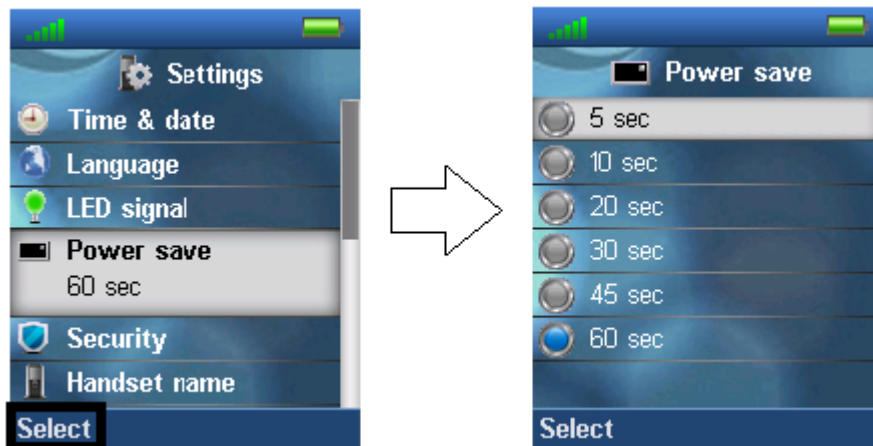 Settings
Time & date
Language
LED signal
Power save
60 sec
Security
Handset name
Select
Power save
5 sec
10 sec
20 sec
30 sec
45 sec
60 sec
Select